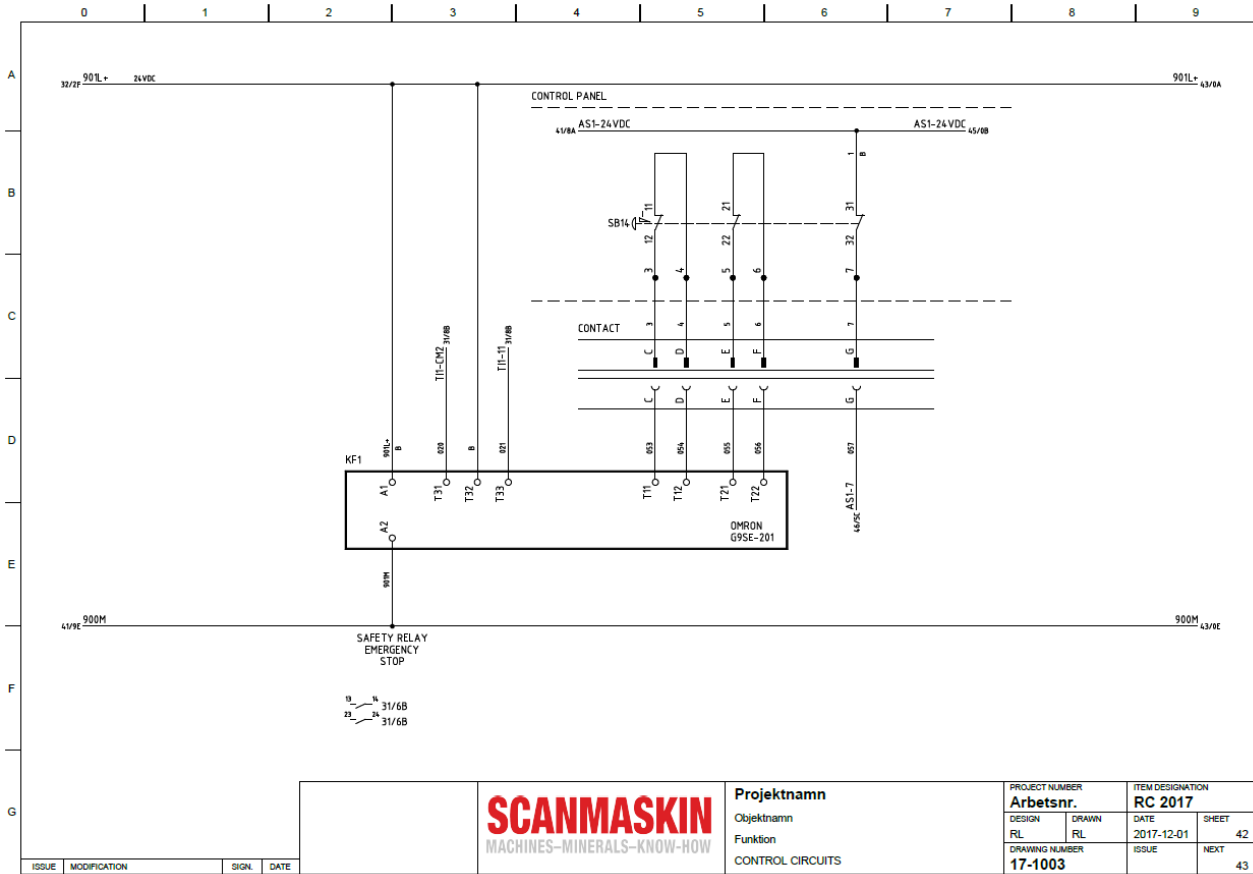 0 1 2 3 4 5 6 7 8 9
A
B
C
D
E
F
G
32/2F 901L+ 24VDC
901L+ 43/0A
CONTROL PANEL
41/8A AS1-24VDC
AS1-24VDC 45/0B
1 B
SB14
11 21 31
12 22 32
3 4 5 6 7
CONTACT
3 4 5 6 7
C D E F G
C D E F G
TI1-CM2 31/8B
TI1-11 31/8B
901L+ B 020 B 021 053 054 055 056 057
KF1
A1 T31 T32 T33 T11 T12 T21 T22
AS1-7 46/5C
A2
OMRON
G9SE-201
901M
41/9E 900M
900M 43/0E
SAFETY RELAY
EMERGENCY
STOP
13 14 31/6B
23 24 31/6B
SCANMASKIN
MACHINES–MINERALS–KNOW-HOW
Projektnamn
Objektnamn
Funktion
CONTROL CIRCUITS
PROJECT NUMBER
Arbetsnr.
ITEM DESIGNATION
RC 2017
DESIGN DRAWN DATE SHEET
RL RL 2017-12-01 42
DRAWING NUMBER ISSUE NEXT
17-1003 43
ISSUE MODIFICATION SIGN. DATE